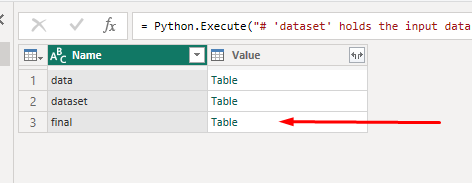 fx = Python.Execute("# 'dataset' holds the input data
ABC Name Value
1 data Table
2 dataset Table
3 final Table